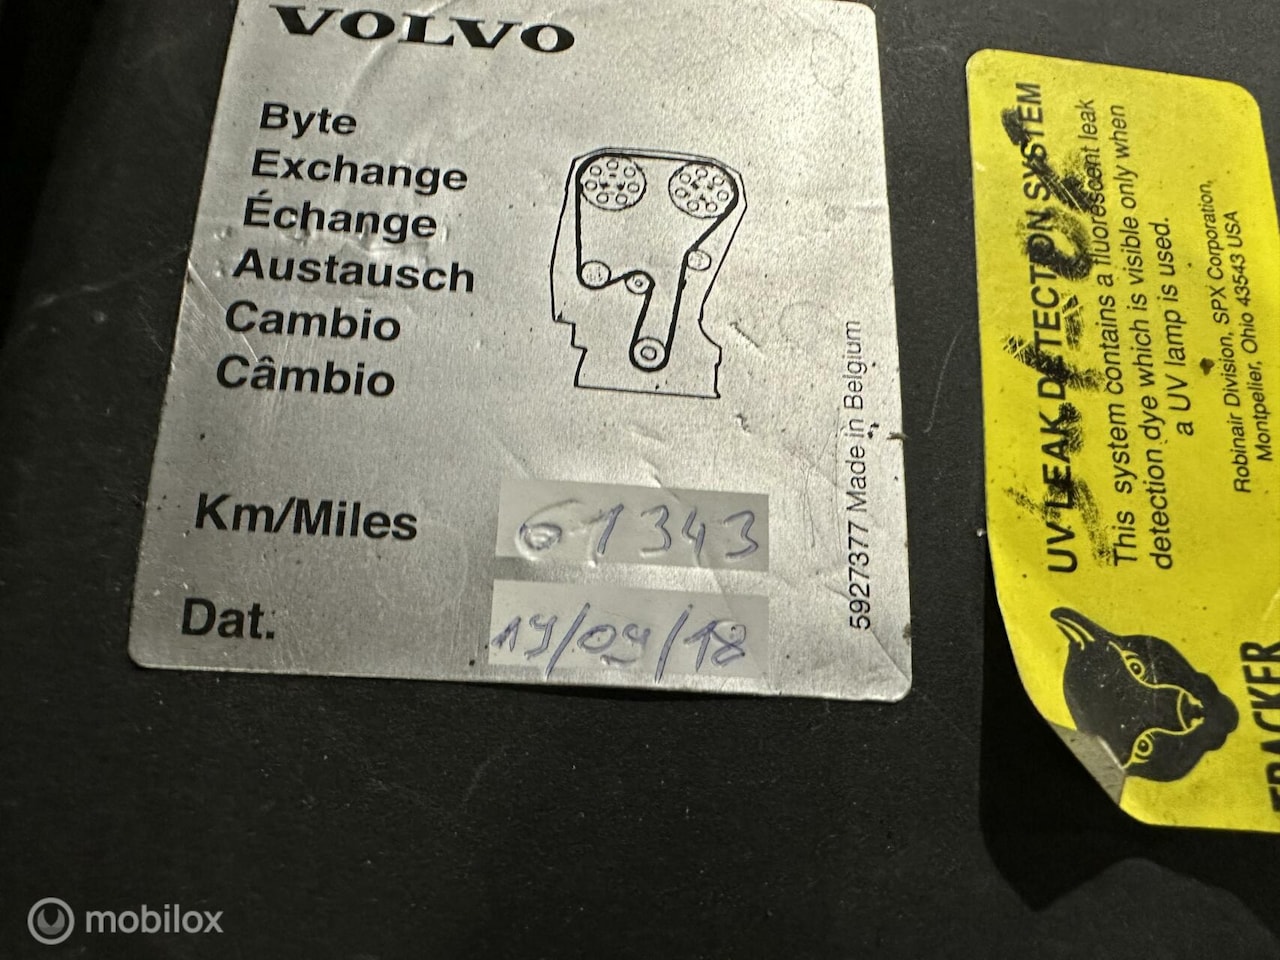 VOLVO
Byte
Exchange
Échange
Austausch
Cambio
Câmbio
Km/Miles 61343
Dat. 19/09/18
5927377 Made in Belgium
UV LEAK DETECTION SYSTEM
This system contains a fluorescent leak
detection dye which is visible only when
a UV lamp is used.
Robinair Division, SPX Corporation,
Montpelier, Ohio 43543 USA
TRACKER
mobilox